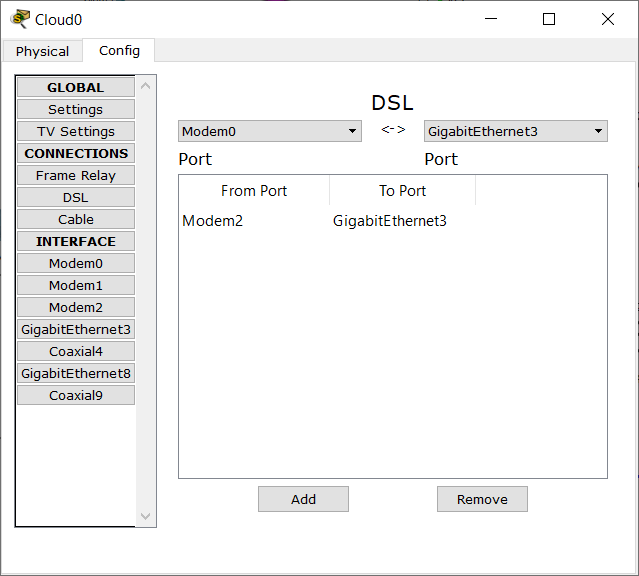 Cloud0
Physical
Config
GLOBAL
Settings
TV Settings
CONNECTIONS
Frame Relay
DSL
Cable
INTERFACE
Modem0
Modem1
Modem2
GigabitEthernet3
Coaxial4
GigabitEthernet8
Coaxial9
DSL
Modem0 <-> GigabitEthernet3
Port Port
From Port To Port
Modem2 GigabitEthernet3
Add Remove